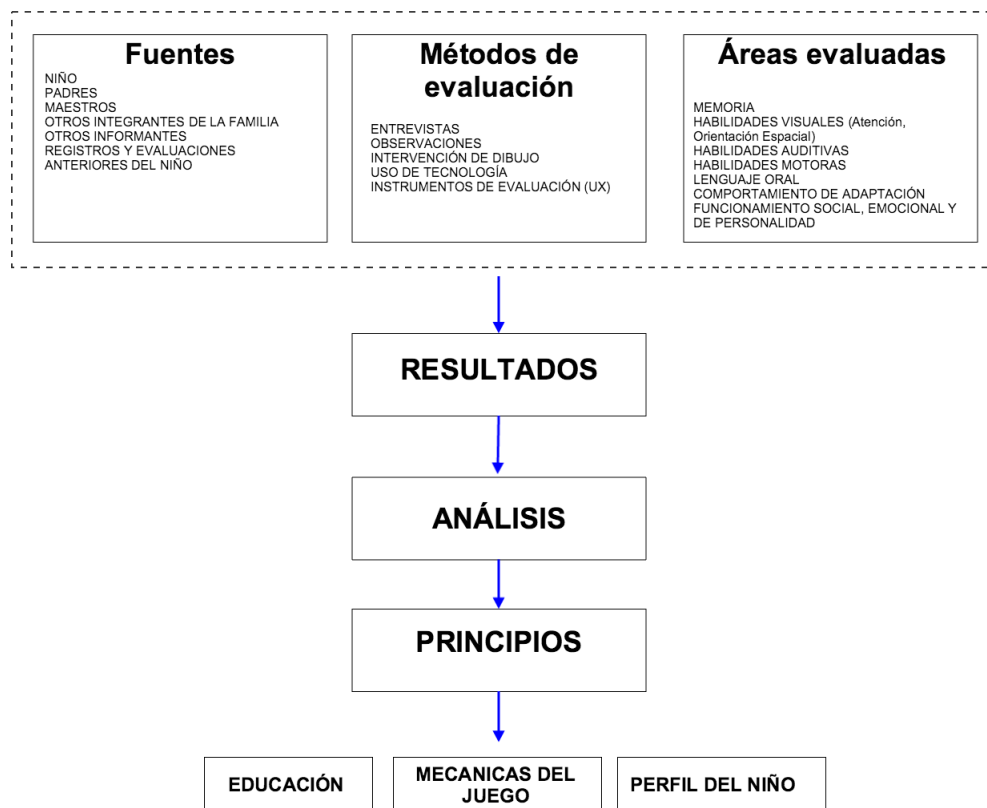 Fuentes
NIÑO
PADRES
MAESTROS
OTROS INTEGRANTES DE LA FAMILIA
OTROS INFORMANTES
REGISTROS Y EVALUACIONES
ANTERIORES DEL NIÑO
Métodos de
evaluación
ENTREVISTAS
OBSERVACIONES
INTERVENCIÓN DE DIBUJO
USO DE TECNOLOGÍA
INSTRUMENTOS DE EVALUACIÓN (UX)
Áreas evaluadas
MEMORIA
HABILIDADES VISUALES (Atención,
Orientación Espacial)
HABILIDADES AUDITIVAS
HABILIDADES MOTORAS
LENGUAJE ORAL
COMPORTAMIENTO DE ADAPTACIÓN
FUNCIONAMIENTO SOCIAL, EMOCIONAL Y
DE PERSONALIDAD
RESULTADOS
ANÁLISIS
PRINCIPIOS
EDUCACIÓN
MECANICAS DEL
JUEGO
PERFIL DEL NIÑO